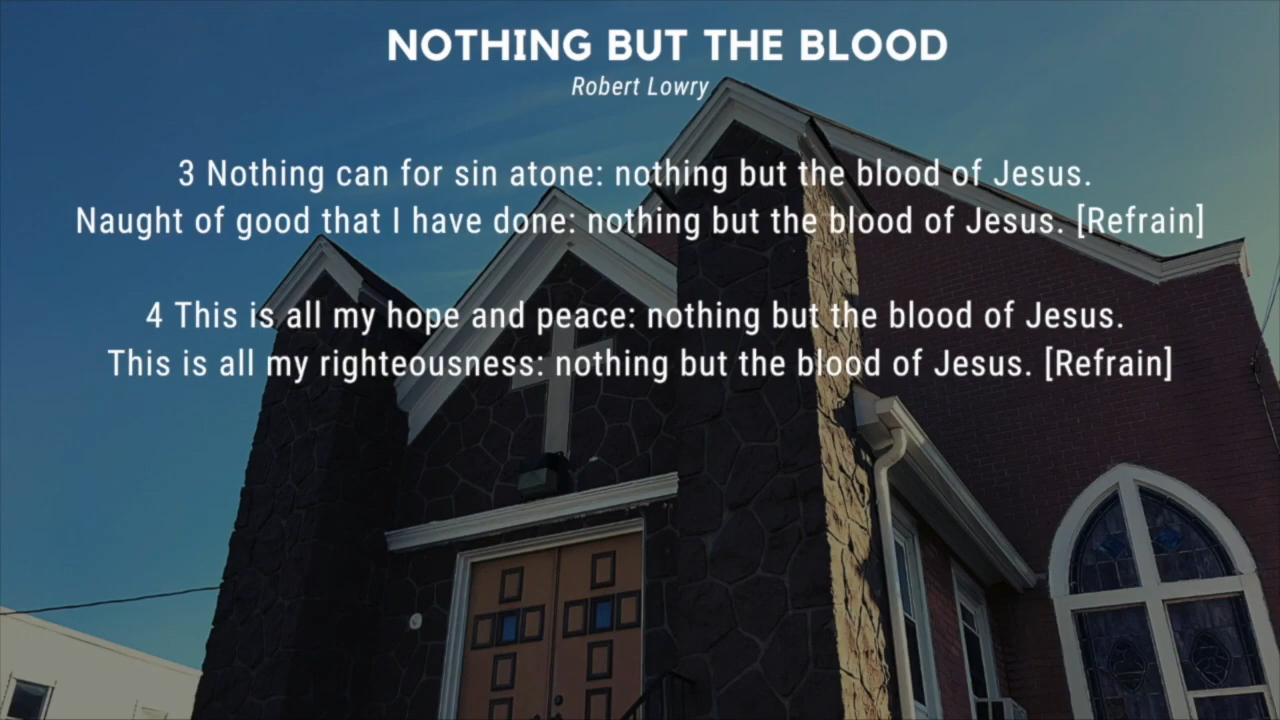 NOTHING BUT THE BLOOD
Robert Lowry
3 Nothing can for sin atone: nothing but the blood of Jesus.
Naught of good that I have done: nothing but the blood of Jesus. [Refrain]
4 This is all my hope and peace: nothing but the blood of Jesus.
This is all my righteousness: nothing but the blood of Jesus. [Refrain]